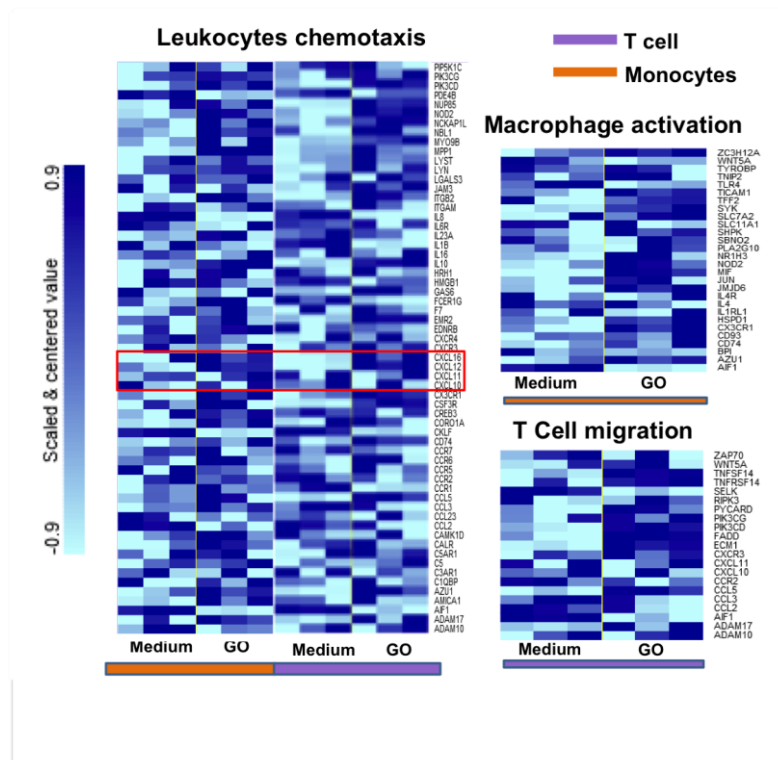 Leukocytes chemotaxis
T cell
Monocytes
Scaled & centered value
0.9
-0.9
PIP5K1C
PIK3CG
PIK3CD
PDE4B
NUP85
NOD2
NCKAP1L
NBL1
MYO9B
MPP1
LYST
LYN
LGALS3
JAM3
ITGB2
ITGAM
IL8
IL6R
IL23A
IL1B
IL16
IL10
HRH1
HMGB1
GAS6
FCER1G
F7
EMR2
EDNRB
CXCR4
CXCR3
CXCL16
CXCL12
CXCL11
CXCL10
CX3CR1
CSF3R
CREB3
CORO1A
CKLF
CD74
CCR7
CCR6
CCR5
CCR2
CCR1
CCL5
CCL3
CCL23
CCL2
CAMK1D
CALR
C5AR1
C5
C3AR1
C1QBP
AZU1
AMICA1
AIF1
ADAM17
ADAM10
Medium GO Medium GO
Macrophage activation
ZC3H12A
WNT5A
TYROBP
TNIP2
TLR4
TICAM1
TFF2
SYK
SLC7A2
SLC11A1
SHPK
SBNO2
PLA2G10
NR1H3
NOD2
MIF
JUN
JMJD6
IL4R
IL4
IL1RL1
HSPD1
CX3CR1
CD93
CD74
BPI
AZU1
AIF1
Medium GO
T Cell migration
ZAP70
WNT5A
TNFSF14
TNFRSF14
SELK
RIPK3
PYCARD
PIK3CG
PIK3CD
FADD
ECM1
CXCR3
CXCL11
CXCL10
CCR2
CCL5
CCL3
CCL2
AIF1
ADAM17
ADAM10
Medium GO